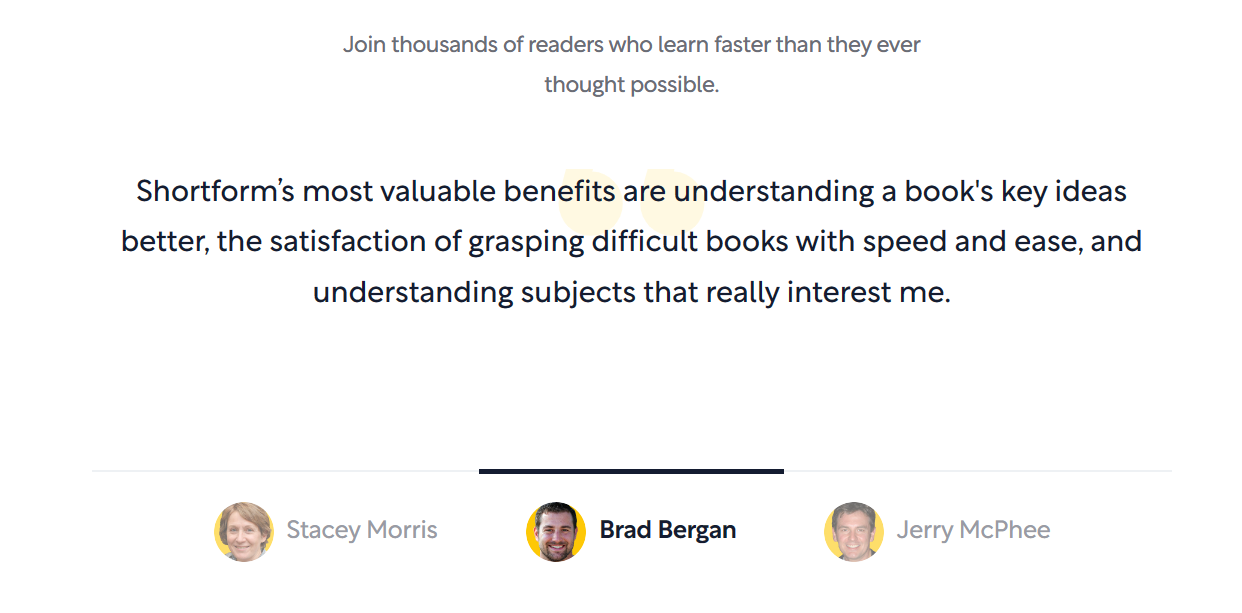 Join thousands of readers who learn faster than they ever
thought possible.
Shortform’s most valuable benefits are understanding a book's key ideas
better, the satisfaction of grasping difficult books with speed and ease, and
understanding subjects that really interest me.
Stacey Morris
Brad Bergan
Jerry McPhee